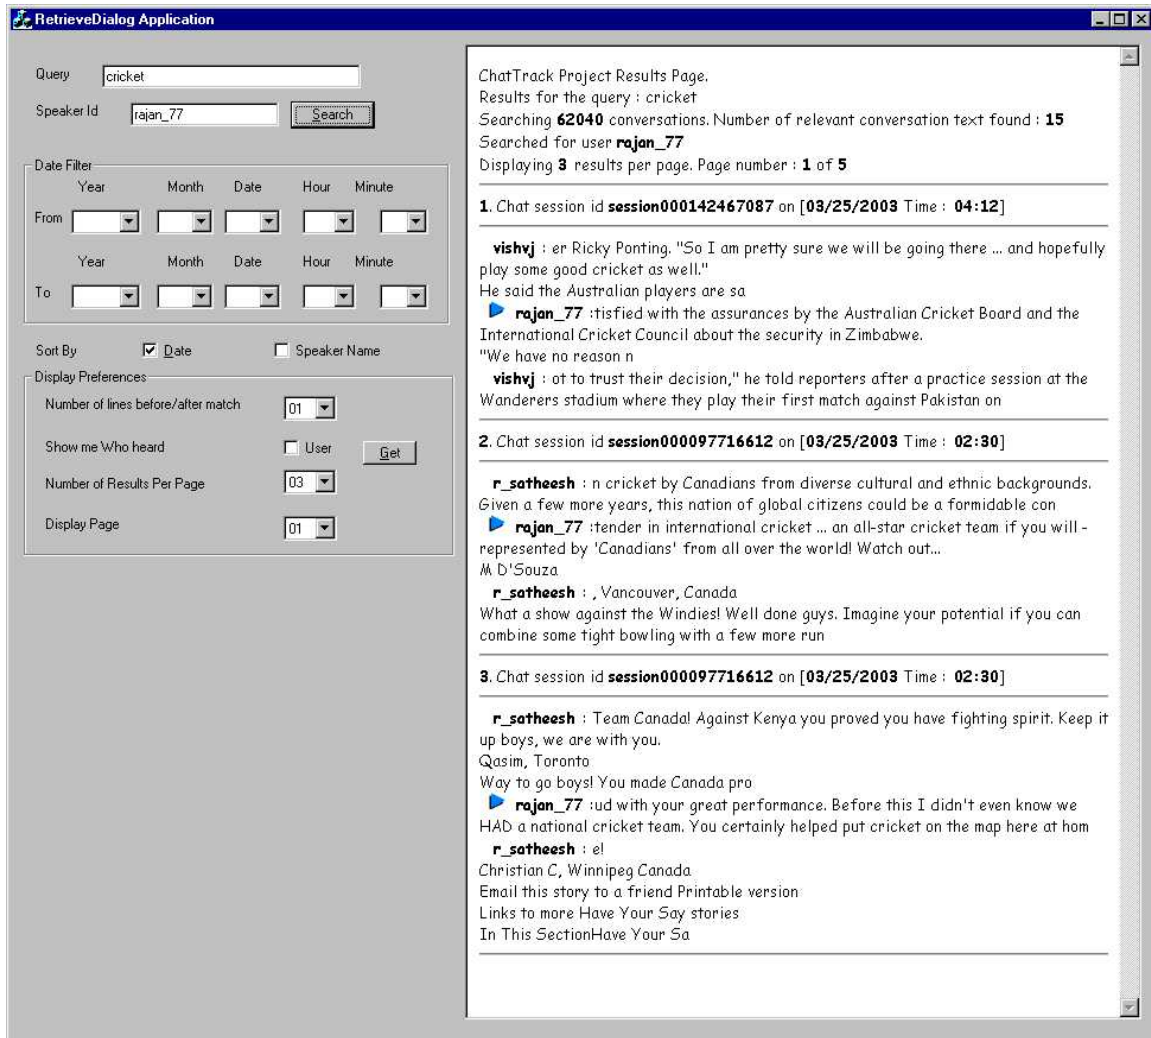 RetrieveDialog Application
Query cricket
Speaker Id rajan_77 Search
Date Filter
Year Month Date Hour Minute
From
Year Month Date Hour Minute
To
Sort By Date Speaker Name
Display Preferences
Number of lines before/after match 01
Show me Who heard User Get
Number of Results Per Page 03
Display Page 01
ChatTrack Project Results Page.
Results for the query : cricket
Searching 62040 conversations. Number of relevant conversation text found : 15
Searched for user rajan_77
Displaying 3 results per page. Page number : 1 of 5
1. Chat session id session000142467087 on [03/25/2003 Time : 04:12]
vishvj : er Ricky Ponting. "So I am pretty sure we will be going there ... and hopefully
play some good cricket as well."
He said the Australian players are sa
rajan_77 :tisfied with the assurances by the Australian Cricket Board and the
International Cricket Council about the security in Zimbabwe.
"We have no reason n
vishvj : ot to trust their decision," he told reporters after a practice session at the
Wanderers stadium where they play their first match against Pakistan on
2. Chat session id session000097716612 on [03/25/2003 Time : 02:30]
r_satheesh : n cricket by Canadians from diverse cultural and ethnic backgrounds.
Given a few more years, this nation of global citizens could be a formidable con
rajan_77 :tender in international cricket ... an all-star cricket team if you will -
represented by 'Canadians' from all over the world! Watch out...
M D'Souza
r_satheesh : , Vancouver, Canada
What a show against the Windies! Well done guys. Imagine your potential if you can
combine some tight bowling with a few more run
3. Chat session id session000097716612 on [03/25/2003 Time : 02:30]
r_satheesh : Team Canada! Against Kenya you proved you have fighting spirit. Keep it
up boys, we are with you.
Qasim, Toronto
Way to go boys! You made Canada pro
rajan_77 :ud with your great performance. Before this I didn't even know we
HAD a national cricket team. You certainly helped put cricket on the map here at hom
r_satheesh : e!
Christian C, Winnipeg Canada
Email this story to a friend Printable version
Links to more Have Your Say stories
In This SectionHave Your Sa